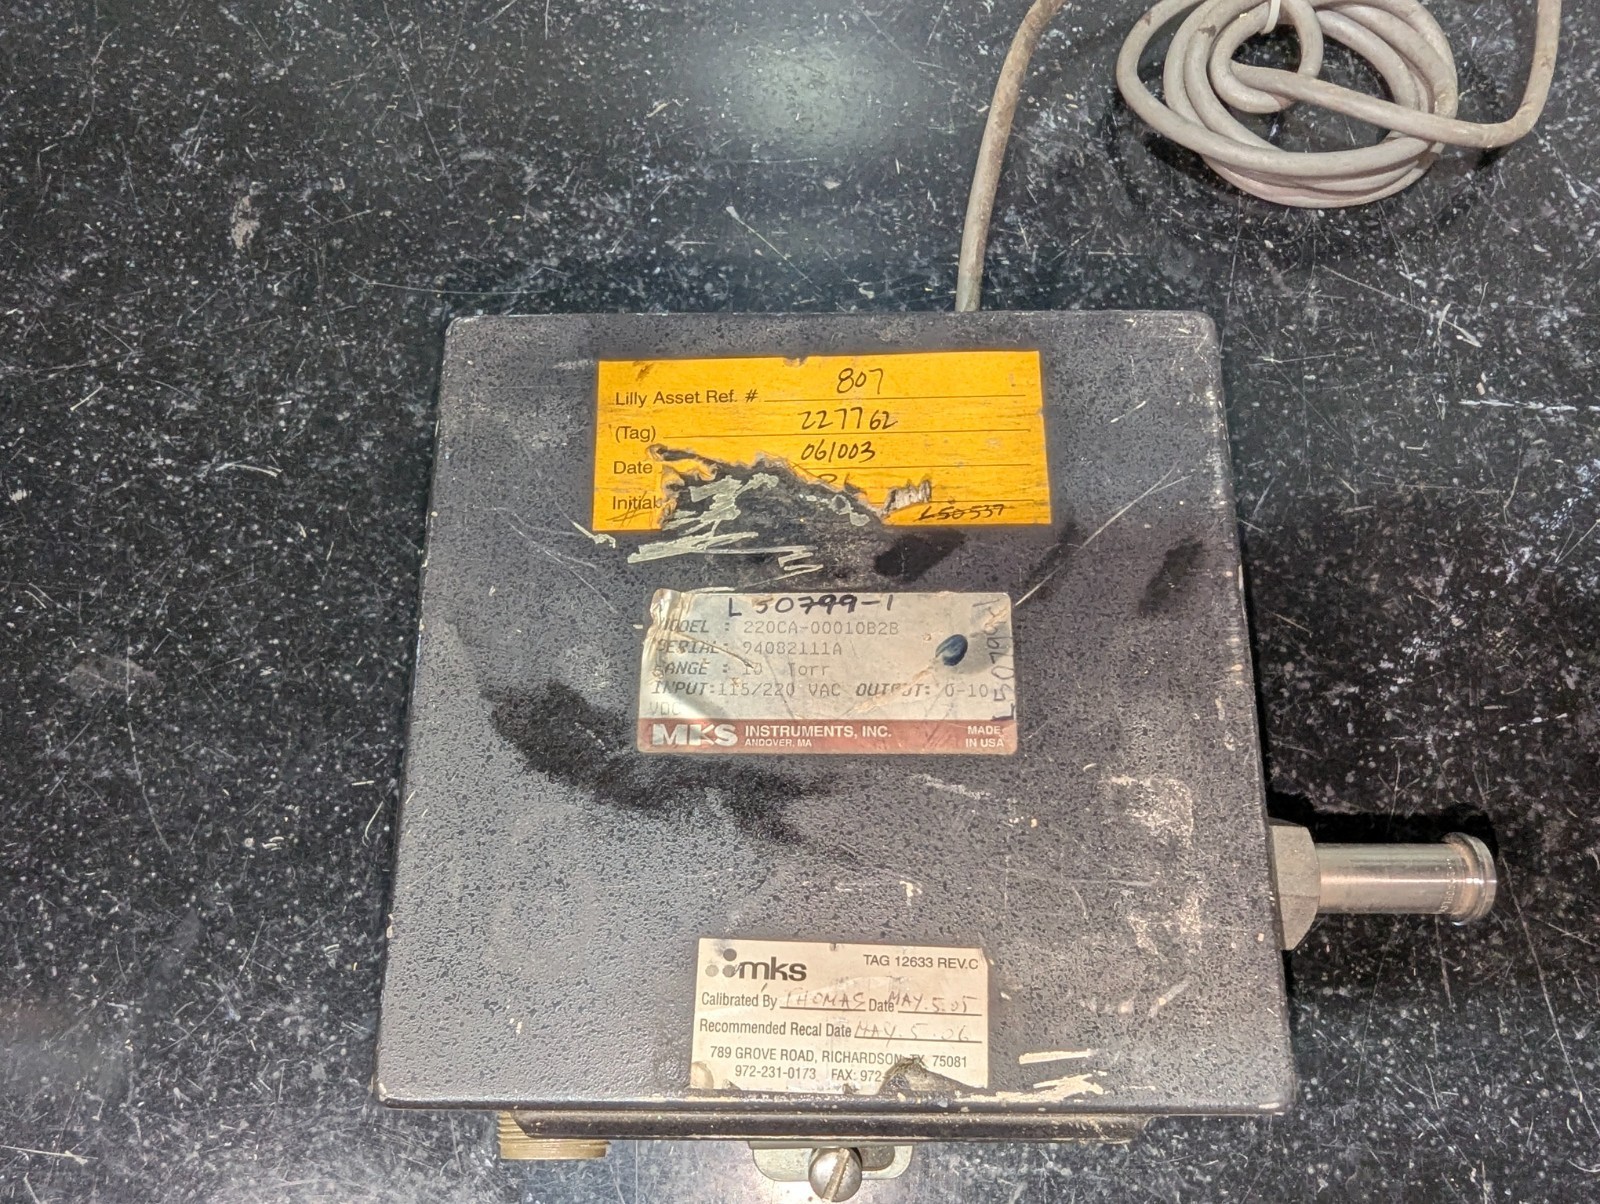 Lilly Asset Ref. # 807
(Tag) 227762
Date 061003
Initial
L50537
L50799-1
MODEL : 220CA-00010B2B
SERIAL: 94082111A
RANGE : 10 Torr
INPUT:115/220 VAC OUTPUT: 0-10
VDC
MKS INSTRUMENTS, INC.
ANDOVER, MA
MADE
IN USA
mks
TAG 12633 REV.C
Calibrated By THOMAS Date MAY.5.05
Recommended Recal Date MAY.5.06
789 GROVE ROAD, RICHARDSON, TX 75081
972-231-0173 FAX: 972-